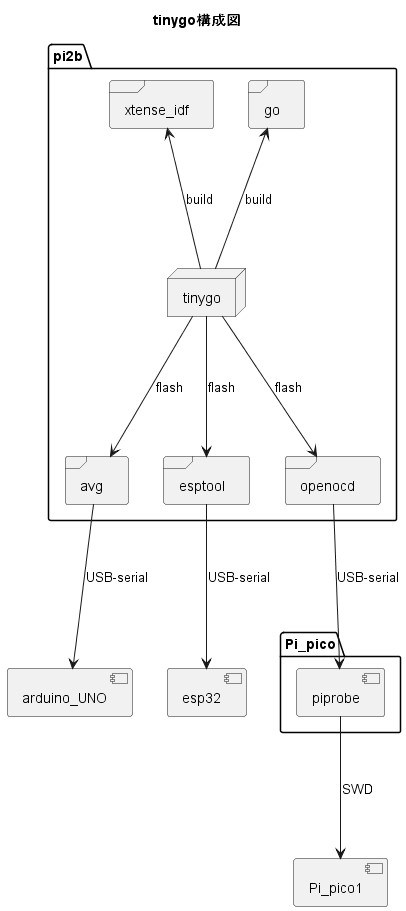 tinygo構成図
pi2b
xtense_idf
go
build
build
tinygo
flash
flash
flash
avg
esptool
openocd
USB-serial
USB-serial
USB-serial
Pi_pico
arduino_UNO
esp32
piprobe
SWD
Pi_pico1